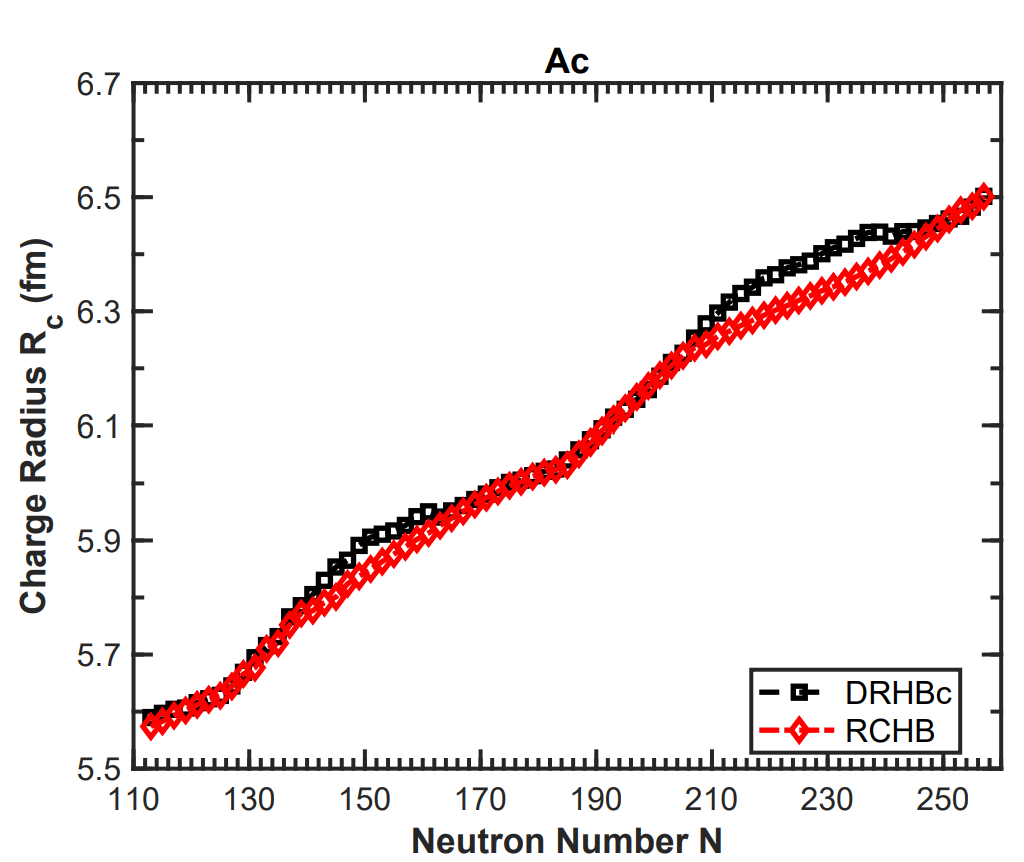 Ac
6.7
6.5
6.3
6.1
5.9
5.7
5.5
Charge Radius R_c (fm)
110 130 150 170 190 210 230 250
Neutron Number N
DRHBc
RCHB